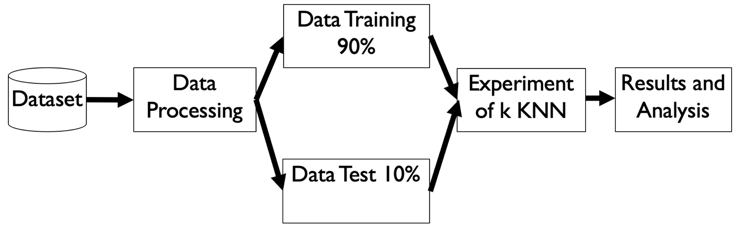 Dataset
Data
Processing
Data Training
90%
Data Test 10%
Experiment
of k KNN
Results and
Analysis